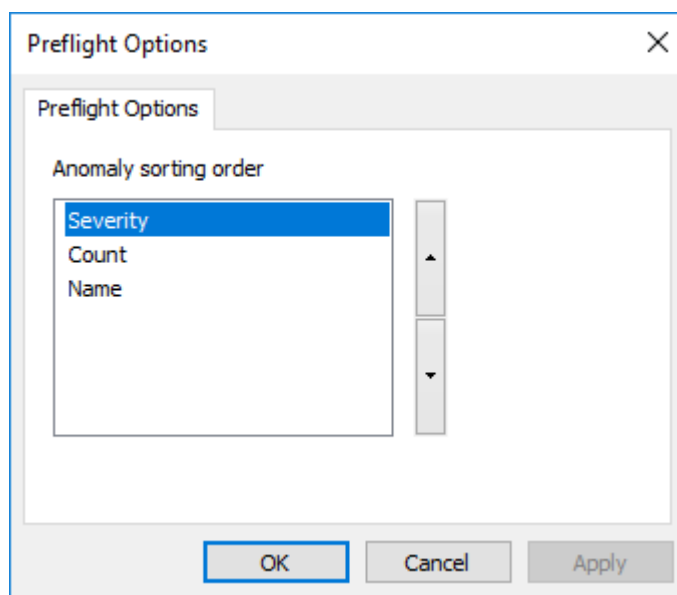 Preflight Options
Preflight Options
Anomaly sorting order
Severity
Count
Name
OK Cancel Apply